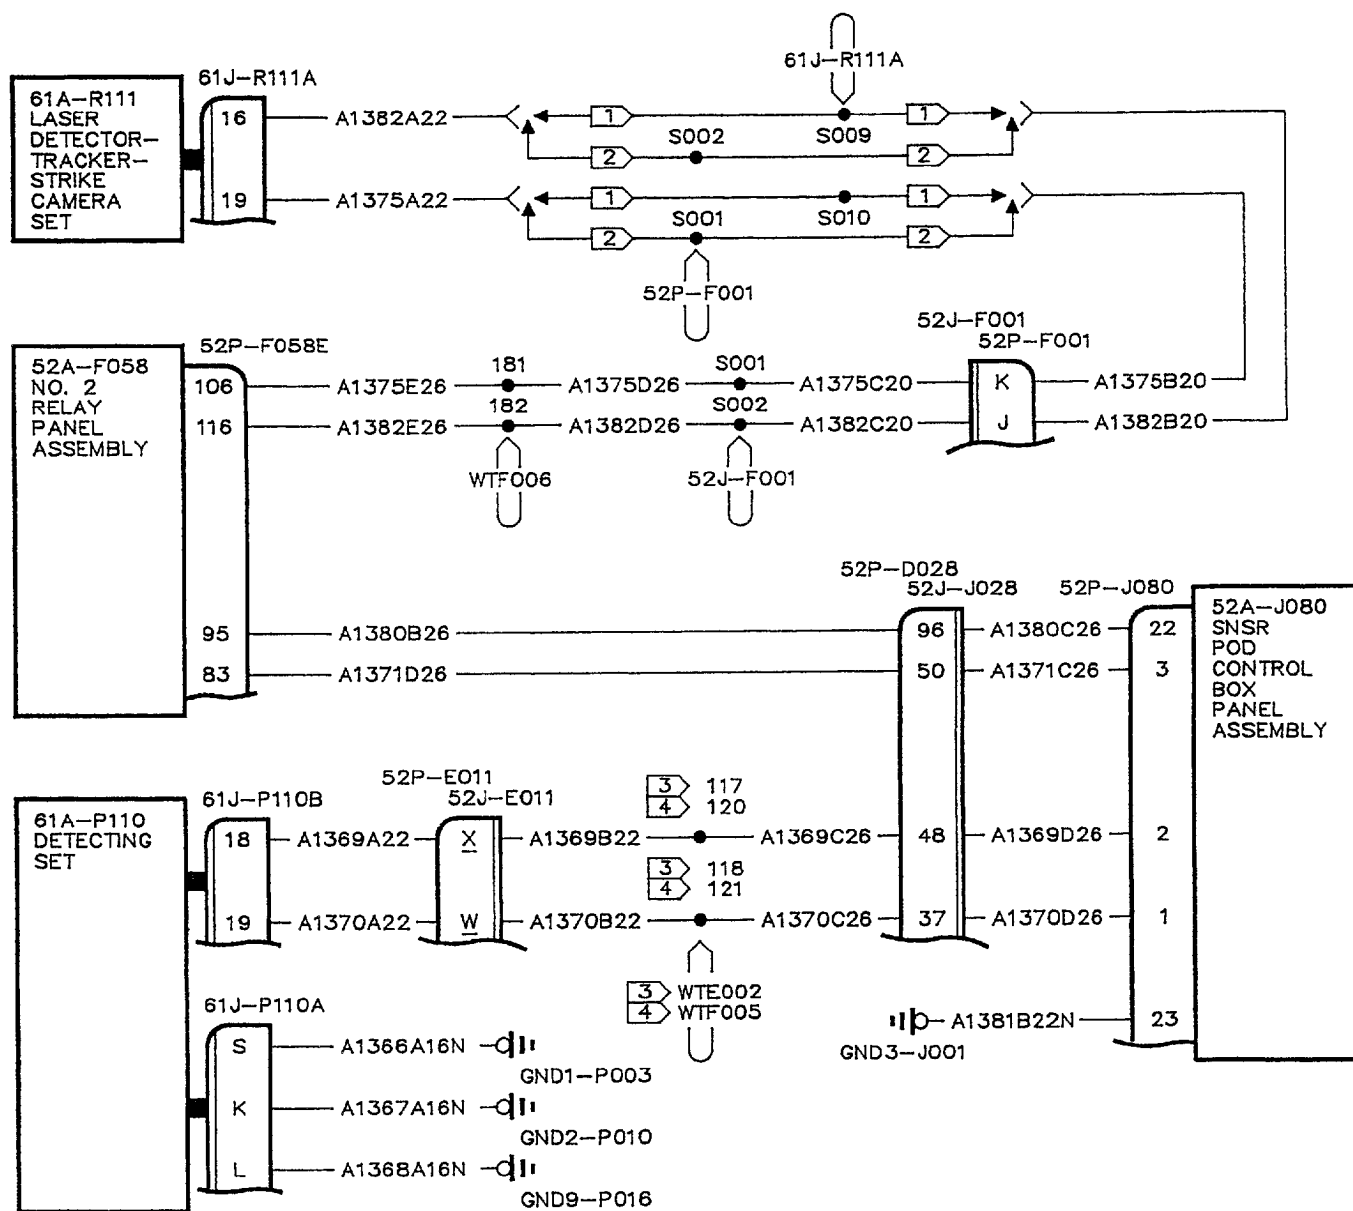 61J-R111A
61J-R111A
61A-R111
LASER
DETECTOR-
TRACKER-
STRIKE
CAMERA
SET
16 A1382A22 1 S009 1
S002
2 2
19 A1375A22 1 S010 1
S001
2 2
52P-F001
52J-F001
52P-F001
52P-F058E
52A-F058
NO. 2
RELAY
PANEL
ASSEMBLY
181 S001
106 A1375E26 A1375D26 A1375C20 K A1375B20
182 S002
116 A1382E26 A1382D26 A1382C20 J A1382B20
WTF006 52J-F001
52P-D028
52J-J028 52P-J080
52A-J080
SNSR
POD
CONTROL
BOX
PANEL
ASSEMBLY
95 A1380B26 96 A1380C26 22
83 A1371D26 50 A1371C26 3
52P-E011
52J-E011
61J-P110B
61A-P110
DETECTING
SET
3 117
4 120
18 A1369A22 X A1369B22 A1369C26 48 A1369D26 2
3 118
4 121
19 A1370A22 W A1370B22 A1370C26 37 A1370D26 1
3 WTE002
4 WTF005
A1381B22N 23
GND3-J001
61J-P110A
S A1366A16N
GND1-P003
K A1367A16N
GND2-P010
L A1368A16N
GND9-P016